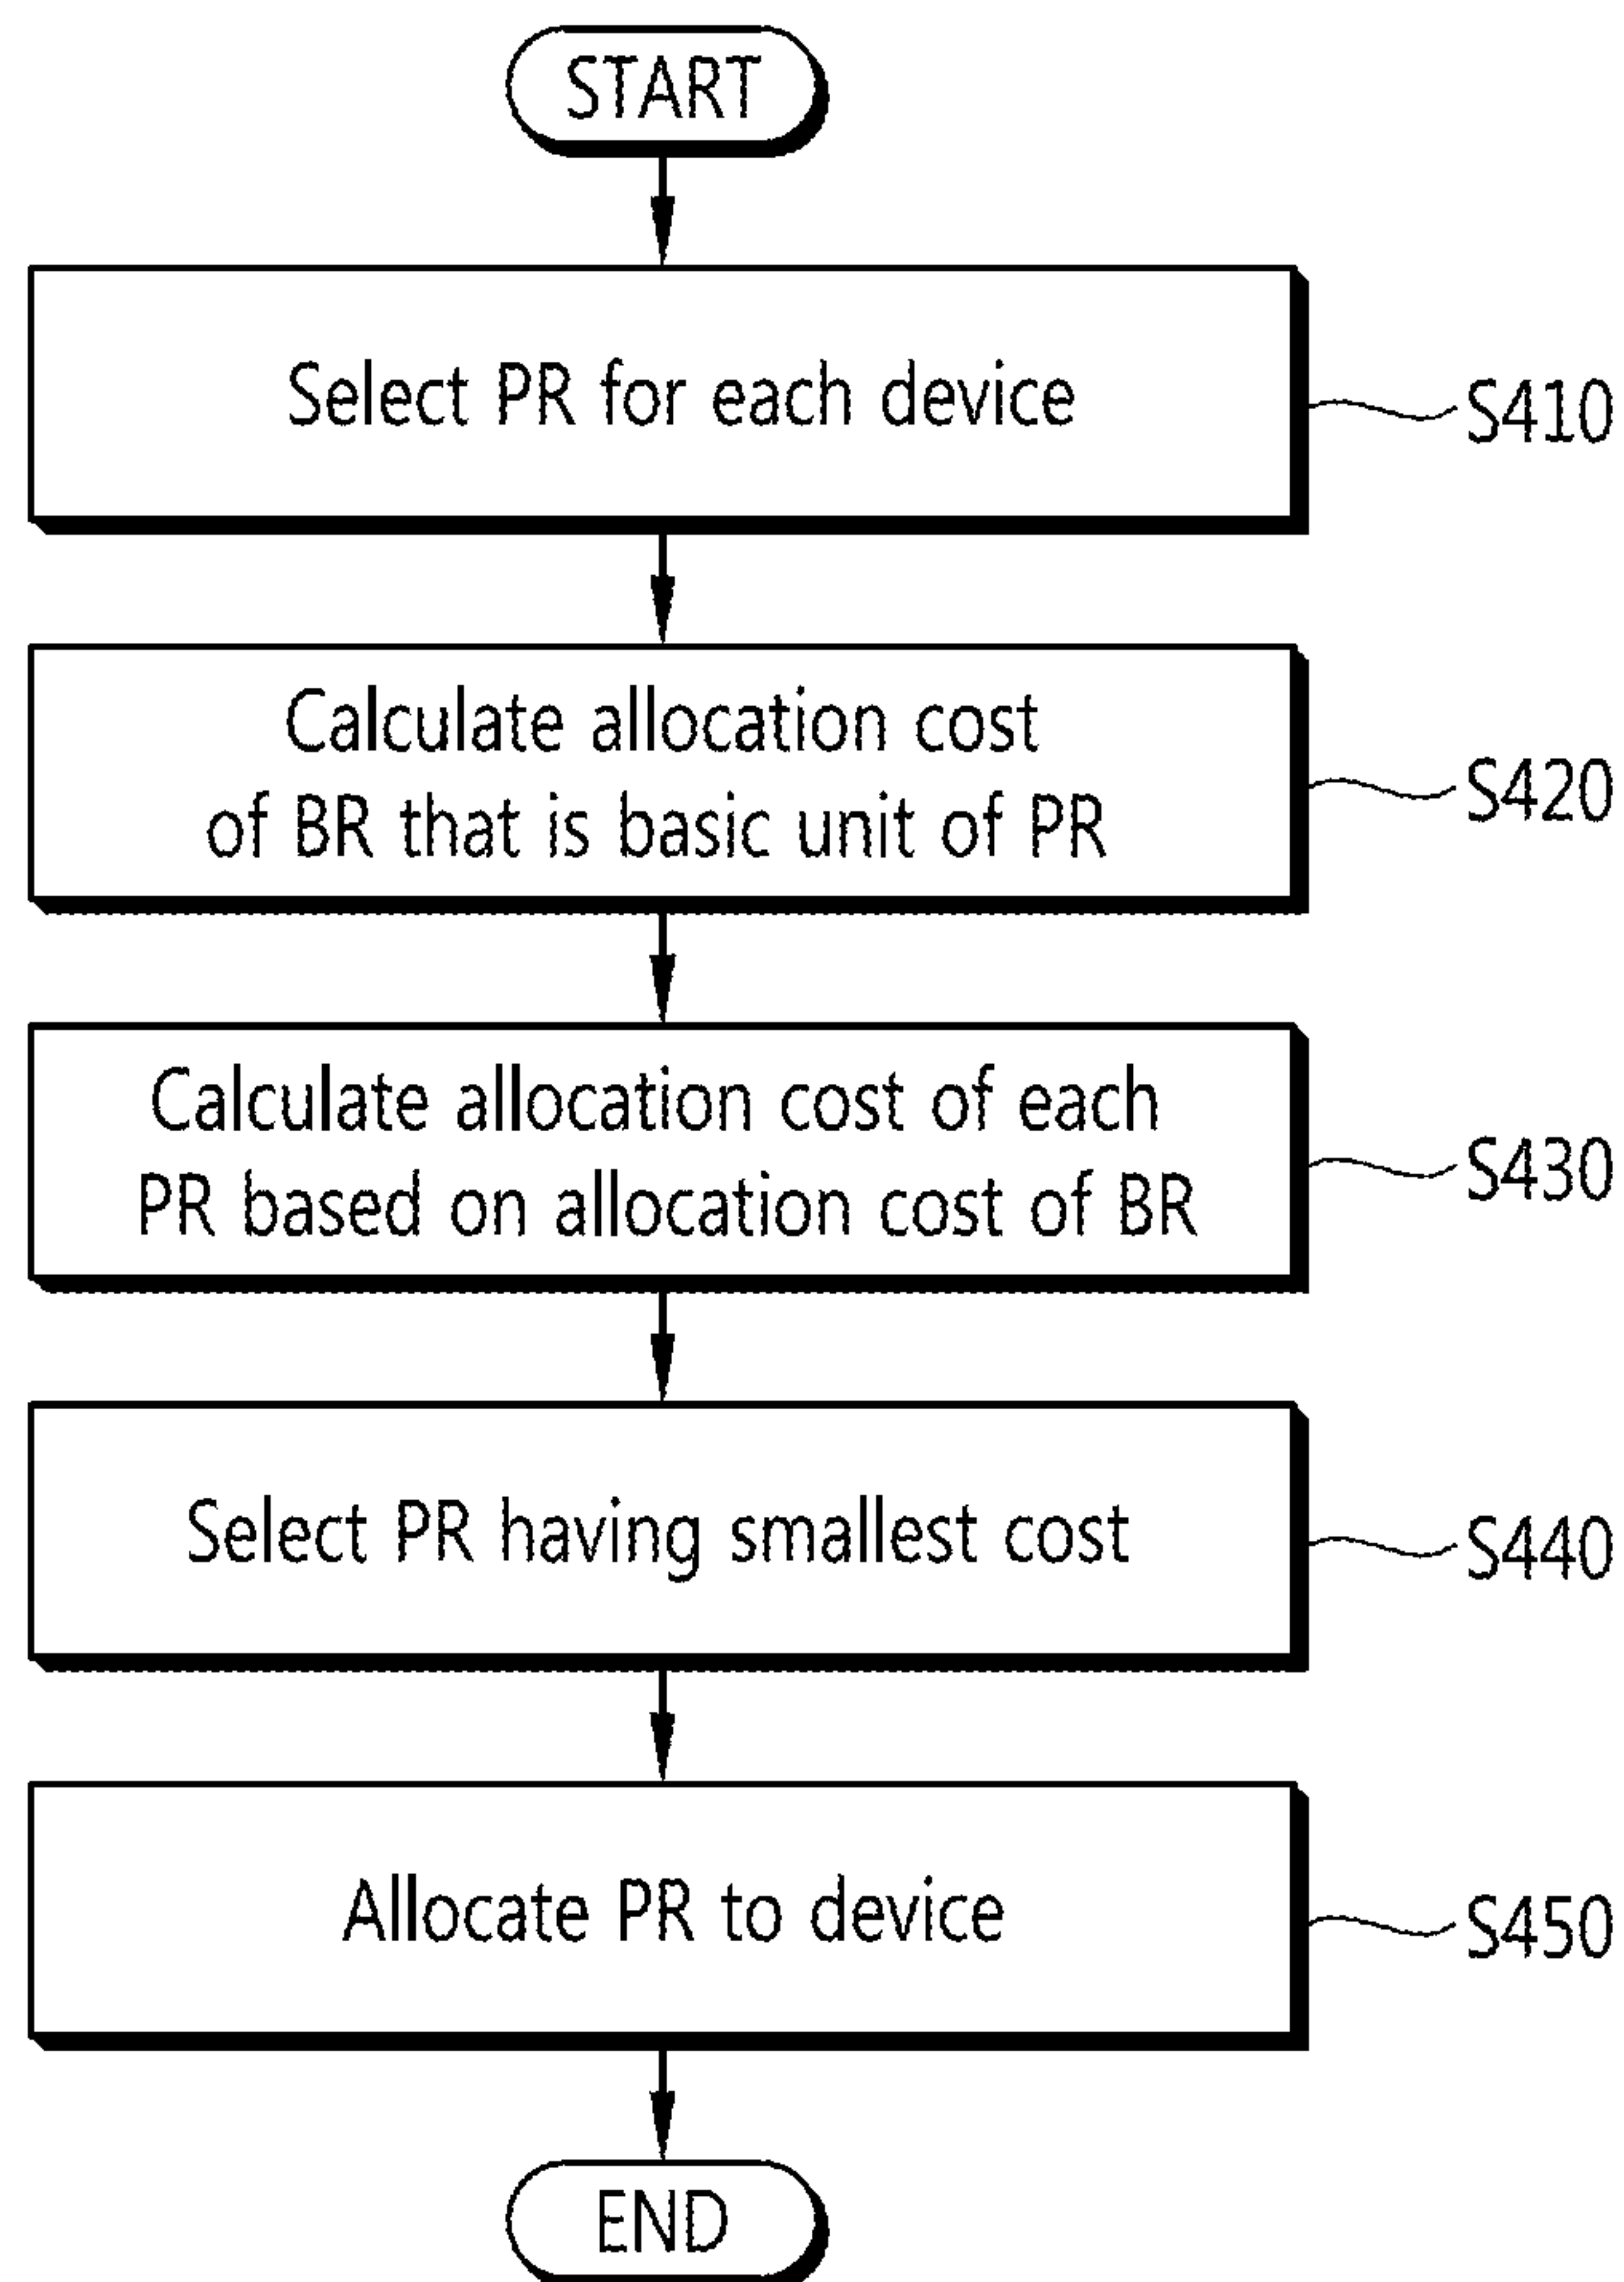 START
Select PR for each device
S410
Calculate allocation cost
of BR that is basic unit of PR
S420
Calculate allocation cost of each
PR based on allocation cost of BR
S430
Select PR having smallest cost
S440
Allocate PR to device
S450
END